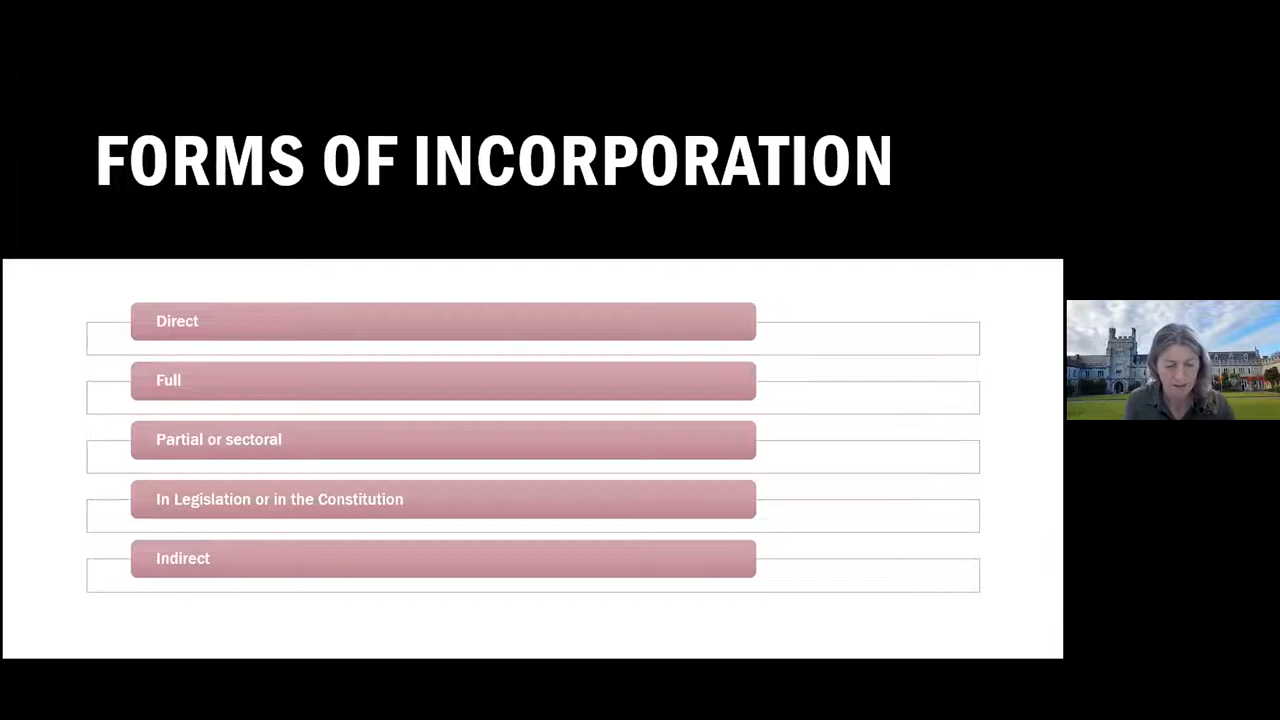 FORMS OF INCORPORATION
Direct
Full
Partial or sectoral
In Legislation or in the Constitution
Indirect